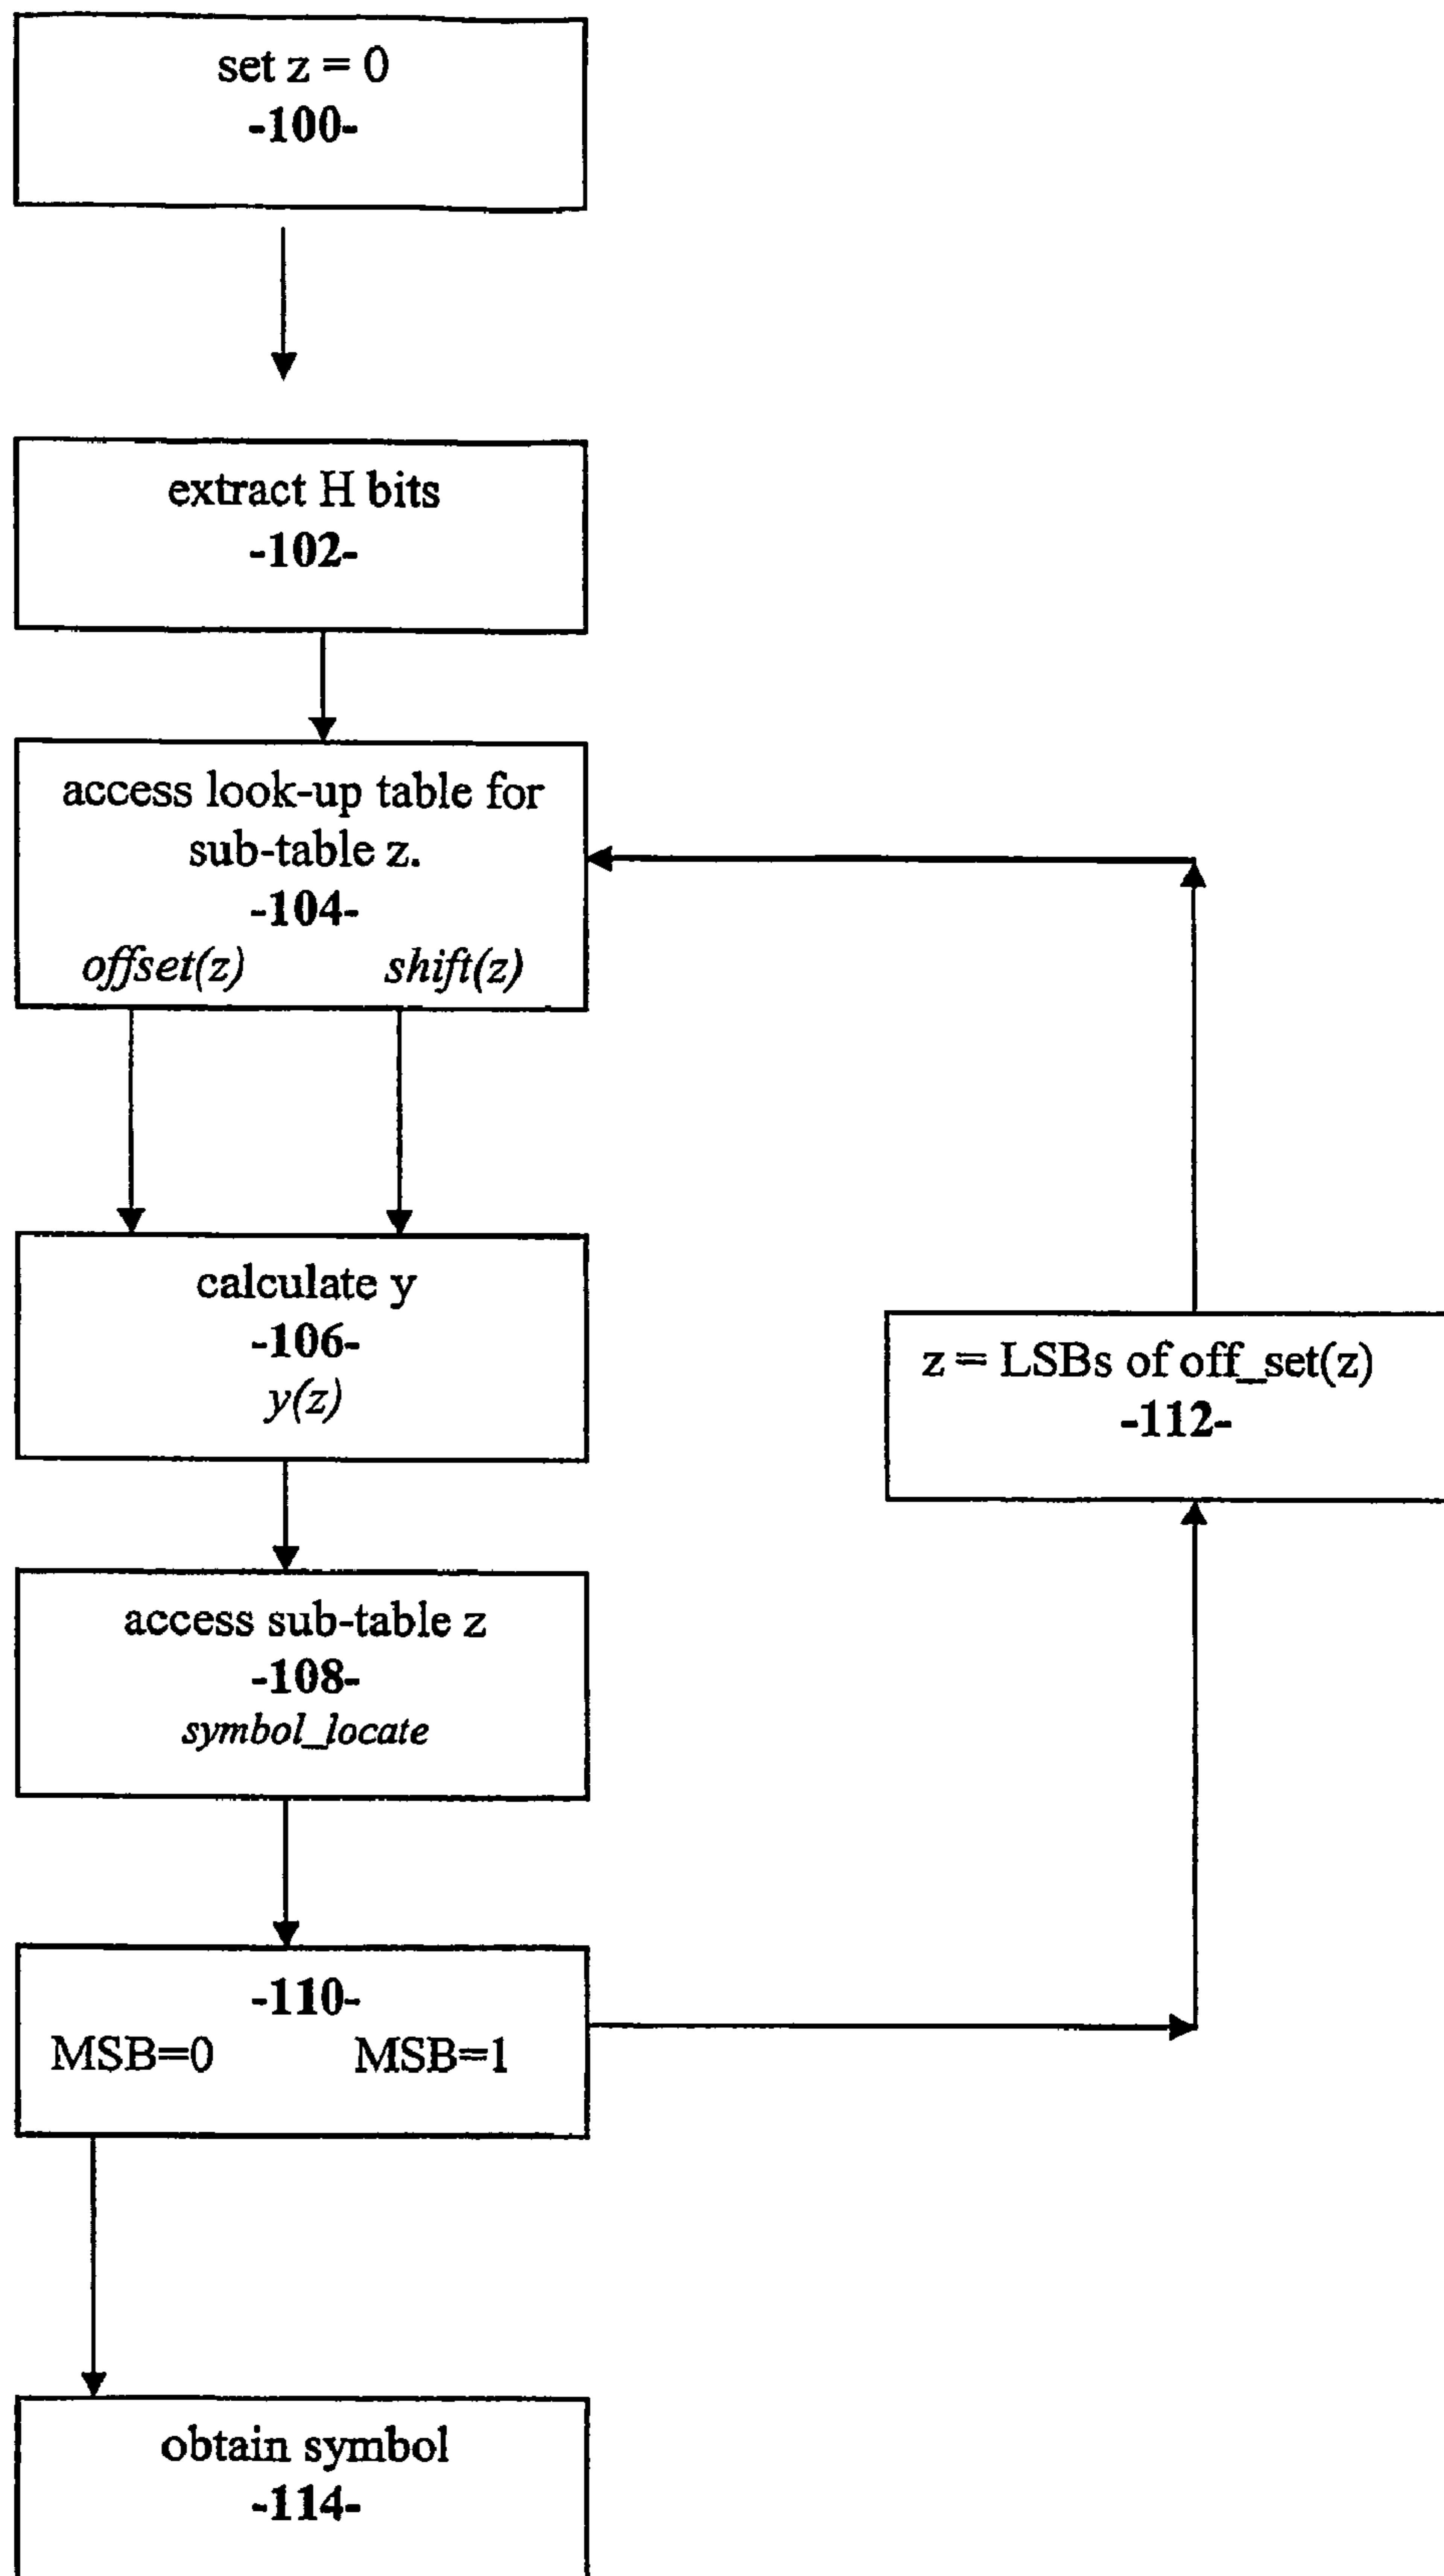 set z = 0
-100-
extract H bits
-102-
access look-up table for
sub-table z.
-104-
offset(z) shift(z)
calculate y
-106-
y(z)
z = LSBs of off_set(z)
-112-
access sub-table z
-108-
symbol_locate
-110-
MSB=0 MSB=1
obtain symbol
-114-